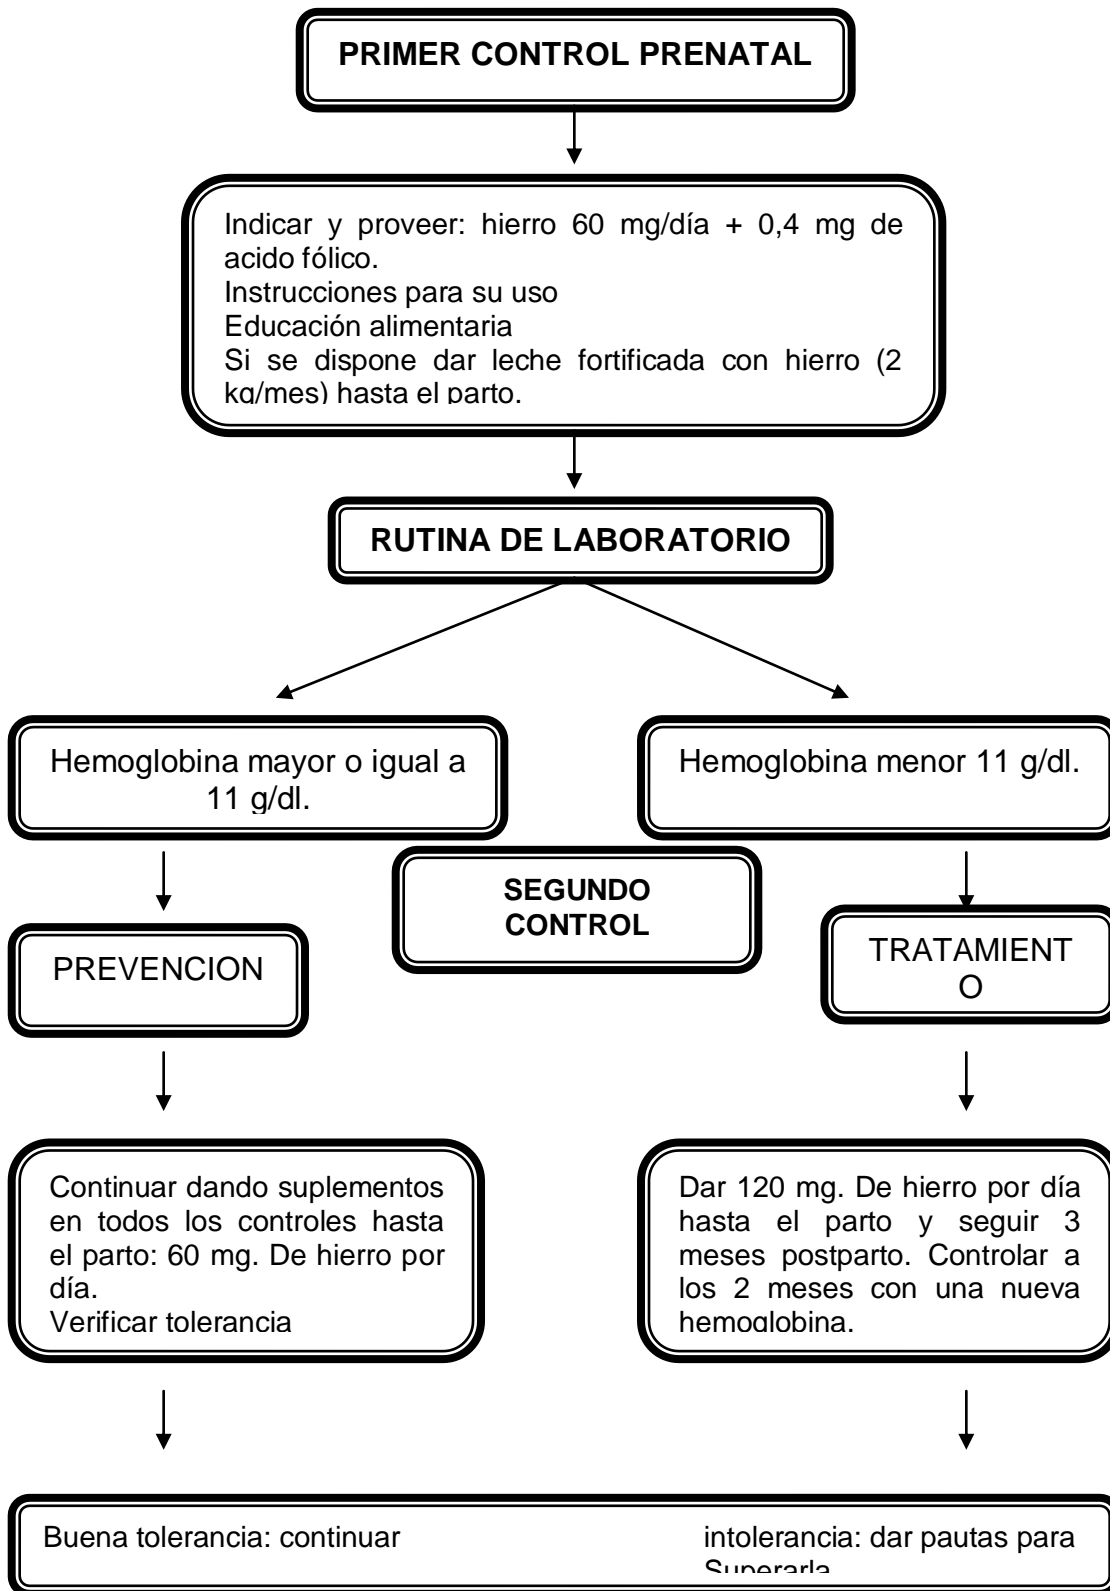 PRIMER CONTROL PRENATAL
Indicar y proveer: hierro 60 mg/día + 0,4 mg de
acido fólico.
Instrucciones para su uso
Educación alimentaria
Si se dispone dar leche fortificada con hierro (2
kg/mes) hasta el parto.
RUTINA DE LABORATORIO
Hemoglobina mayor o igual a
11 g/dl.
Hemoglobina menor 11 g/dl.
SEGUNDO
CONTROL
PREVENCION
TRATAMIENT
O
Continuar dando suplementos
en todos los controles hasta
el parto: 60 mg. De hierro por
día.
Verificar tolerancia
Dar 120 mg. De hierro por día
hasta el parto y seguir 3
meses postparto. Controlar a
los 2 meses con una nueva
hemoglobina.
Buena tolerancia: continuar
intolerancia: dar pautas para
Superarla